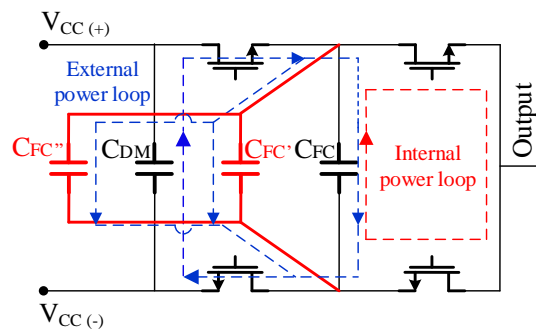 VCC (+)
External
power loop
CFC''
CDM
CFC'
CFC
Internal
power loop
Output
VCC (-)